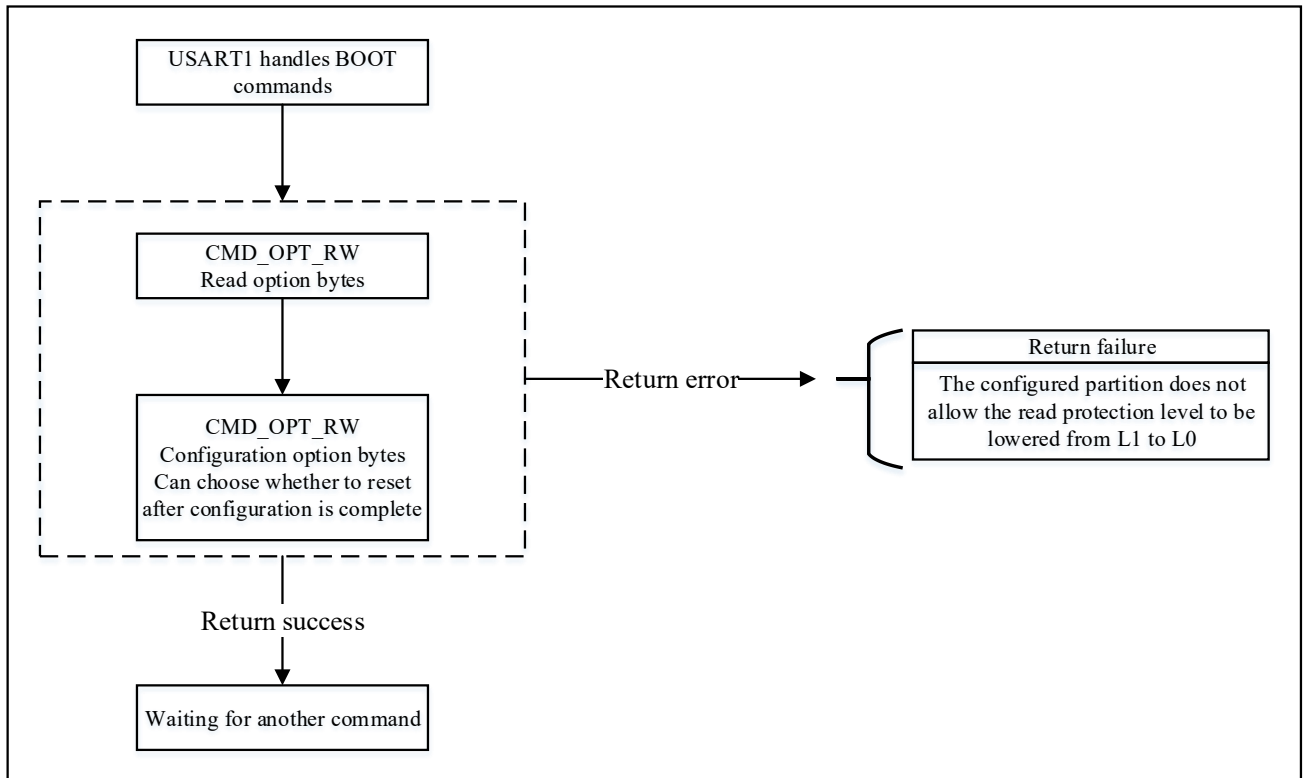 USART1 handles BOOT
commands
CMD_OPT_RW
Read option bytes
CMD_OPT_RW
Configuration option bytes
Can choose whether to reset
after configuration is complete
Return error
Return failure
The configured partition does not
allow the read protection level to be
lowered from L1 to L0
Return success
Waiting for another command